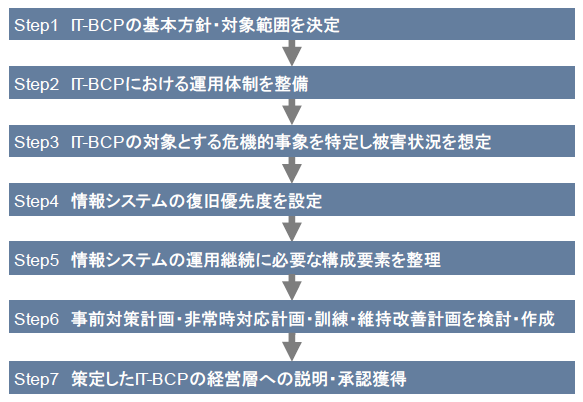 Step1 IT-BCPの基本方針・対象範囲を決定
Step2 IT-BCPにおける運用体制を整備
Step3 IT-BCPの対象とする危機的事象を特定し被害状況を想定
Step4 情報システムの復旧優先度を設定
Step5 情報システムの運用継続に必要な構成要素を整理
Step6 事前対策計画・非常時対応計画・訓練・維持改善計画を検討・作成
Step7 策定したIT-BCPの経営層への説明・承認獲得